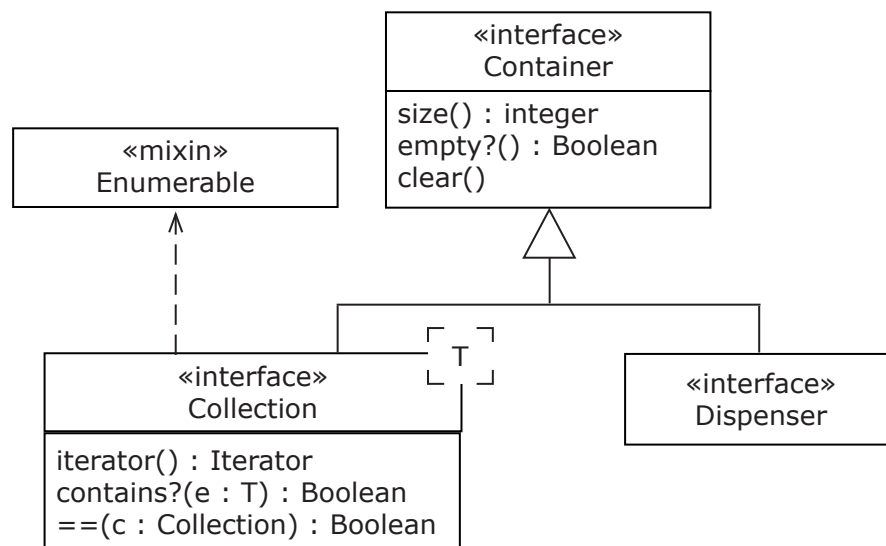 «interface»
Container
size() : integer
empty?() : Boolean
clear()
«mixin»
Enumerable
T
«interface»
Collection
iterator() : Iterator
contains?(e : T) : Boolean
==(c : Collection) : Boolean
«interface»
Dispenser